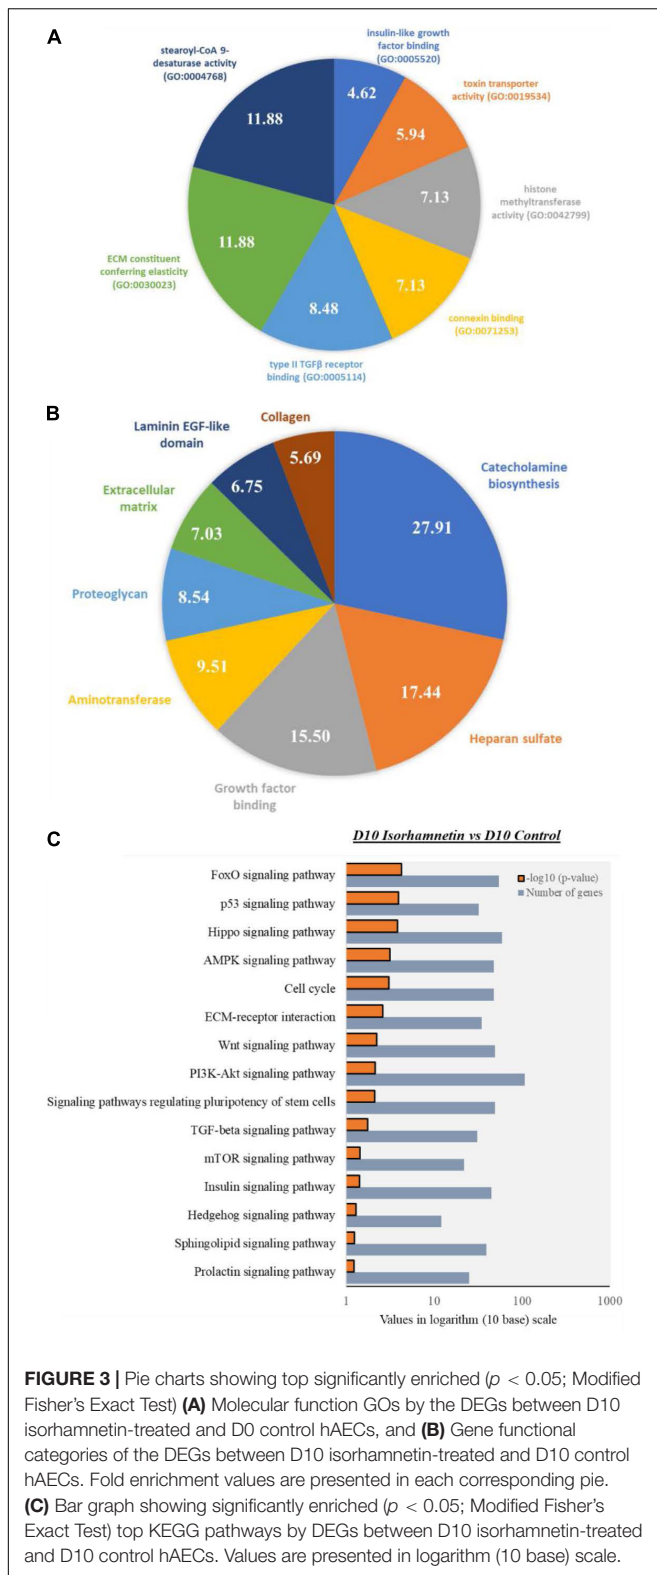 A
insulin-like growth
factor binding
(GO:0005520)
stearoyl-CoA 9-
desaturase activity
(GO:0004768)
toxin transporter
activity (GO:0019534)
4.62
11.88
5.94
7.13
histone
methyltransferase
activity (GO:0042799)
11.88
ECM constituent
conferring elasticity
(GO:0030023)
7.13
8.48
connexin binding
(GO:0071253)
type II TGFβ receptor
binding (GO:0005114)
B
Collagen
Laminin EGF-like
domain
5.69
Catecholamine
biosynthesis
6.75
Extracellular
matrix
7.03
27.91
Proteoglycan
8.54
9.51
17.44
Aminotransferase
15.50
Heparan sulfate
Growth factor
binding
C
D10 Isorhamnetin vs D10 Control
-log10 (p-value)
Number of genes
FoxO signaling pathway
p53 signaling pathway
Hippo signaling pathway
AMPK signaling pathway
Cell cycle
ECM-receptor interaction
Wnt signaling pathway
PI3K-Akt signaling pathway
Signaling pathways regulating pluripotency of stem cells
TGF-beta signaling pathway
mTOR signaling pathway
Insulin signaling pathway
Hedgehog signaling pathway
Sphingolipid signaling pathway
Prolactin signaling pathway
1 10 100 1000
Values in logarithm (10 base) scale
FIGURE 3 | Pie charts showing top significantly enriched (p < 0.05; Modified
Fisher's Exact Test) (A) Molecular function GOs by the DEGs between D10
isorhamnetin-treated and D0 control hAECs, and (B) Gene functional
categories of the DEGs between D10 isorhamnetin-treated and D10 control
hAECs. Fold enrichment values are presented in each corresponding pie.
(C) Bar graph showing significantly enriched (p < 0.05; Modified Fisher's
Exact Test) top KEGG pathways by DEGs between D10 isorhamnetin-treated
and D10 control hAECs. Values are presented in logarithm (10 base) scale.